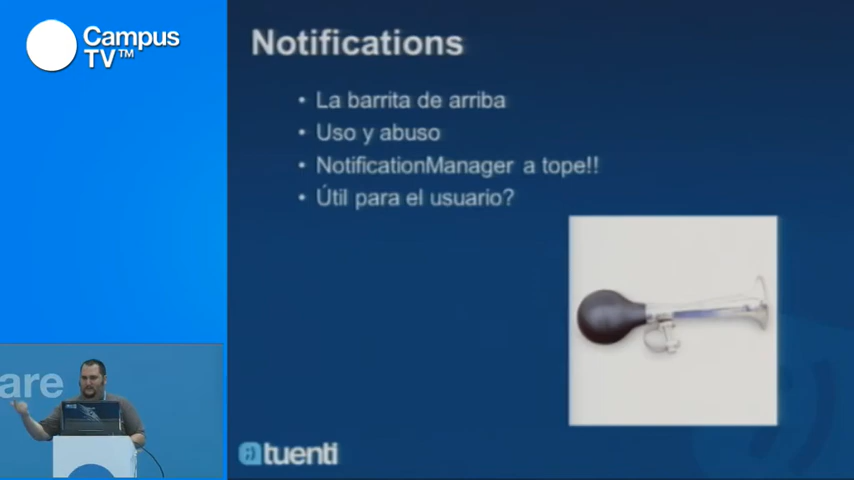 Campus
TV™
Notifications
• La barrita de arriba
• Uso y abuso
• NotificationManager a tope!!
• Útil para el usuario?
are
tuenti